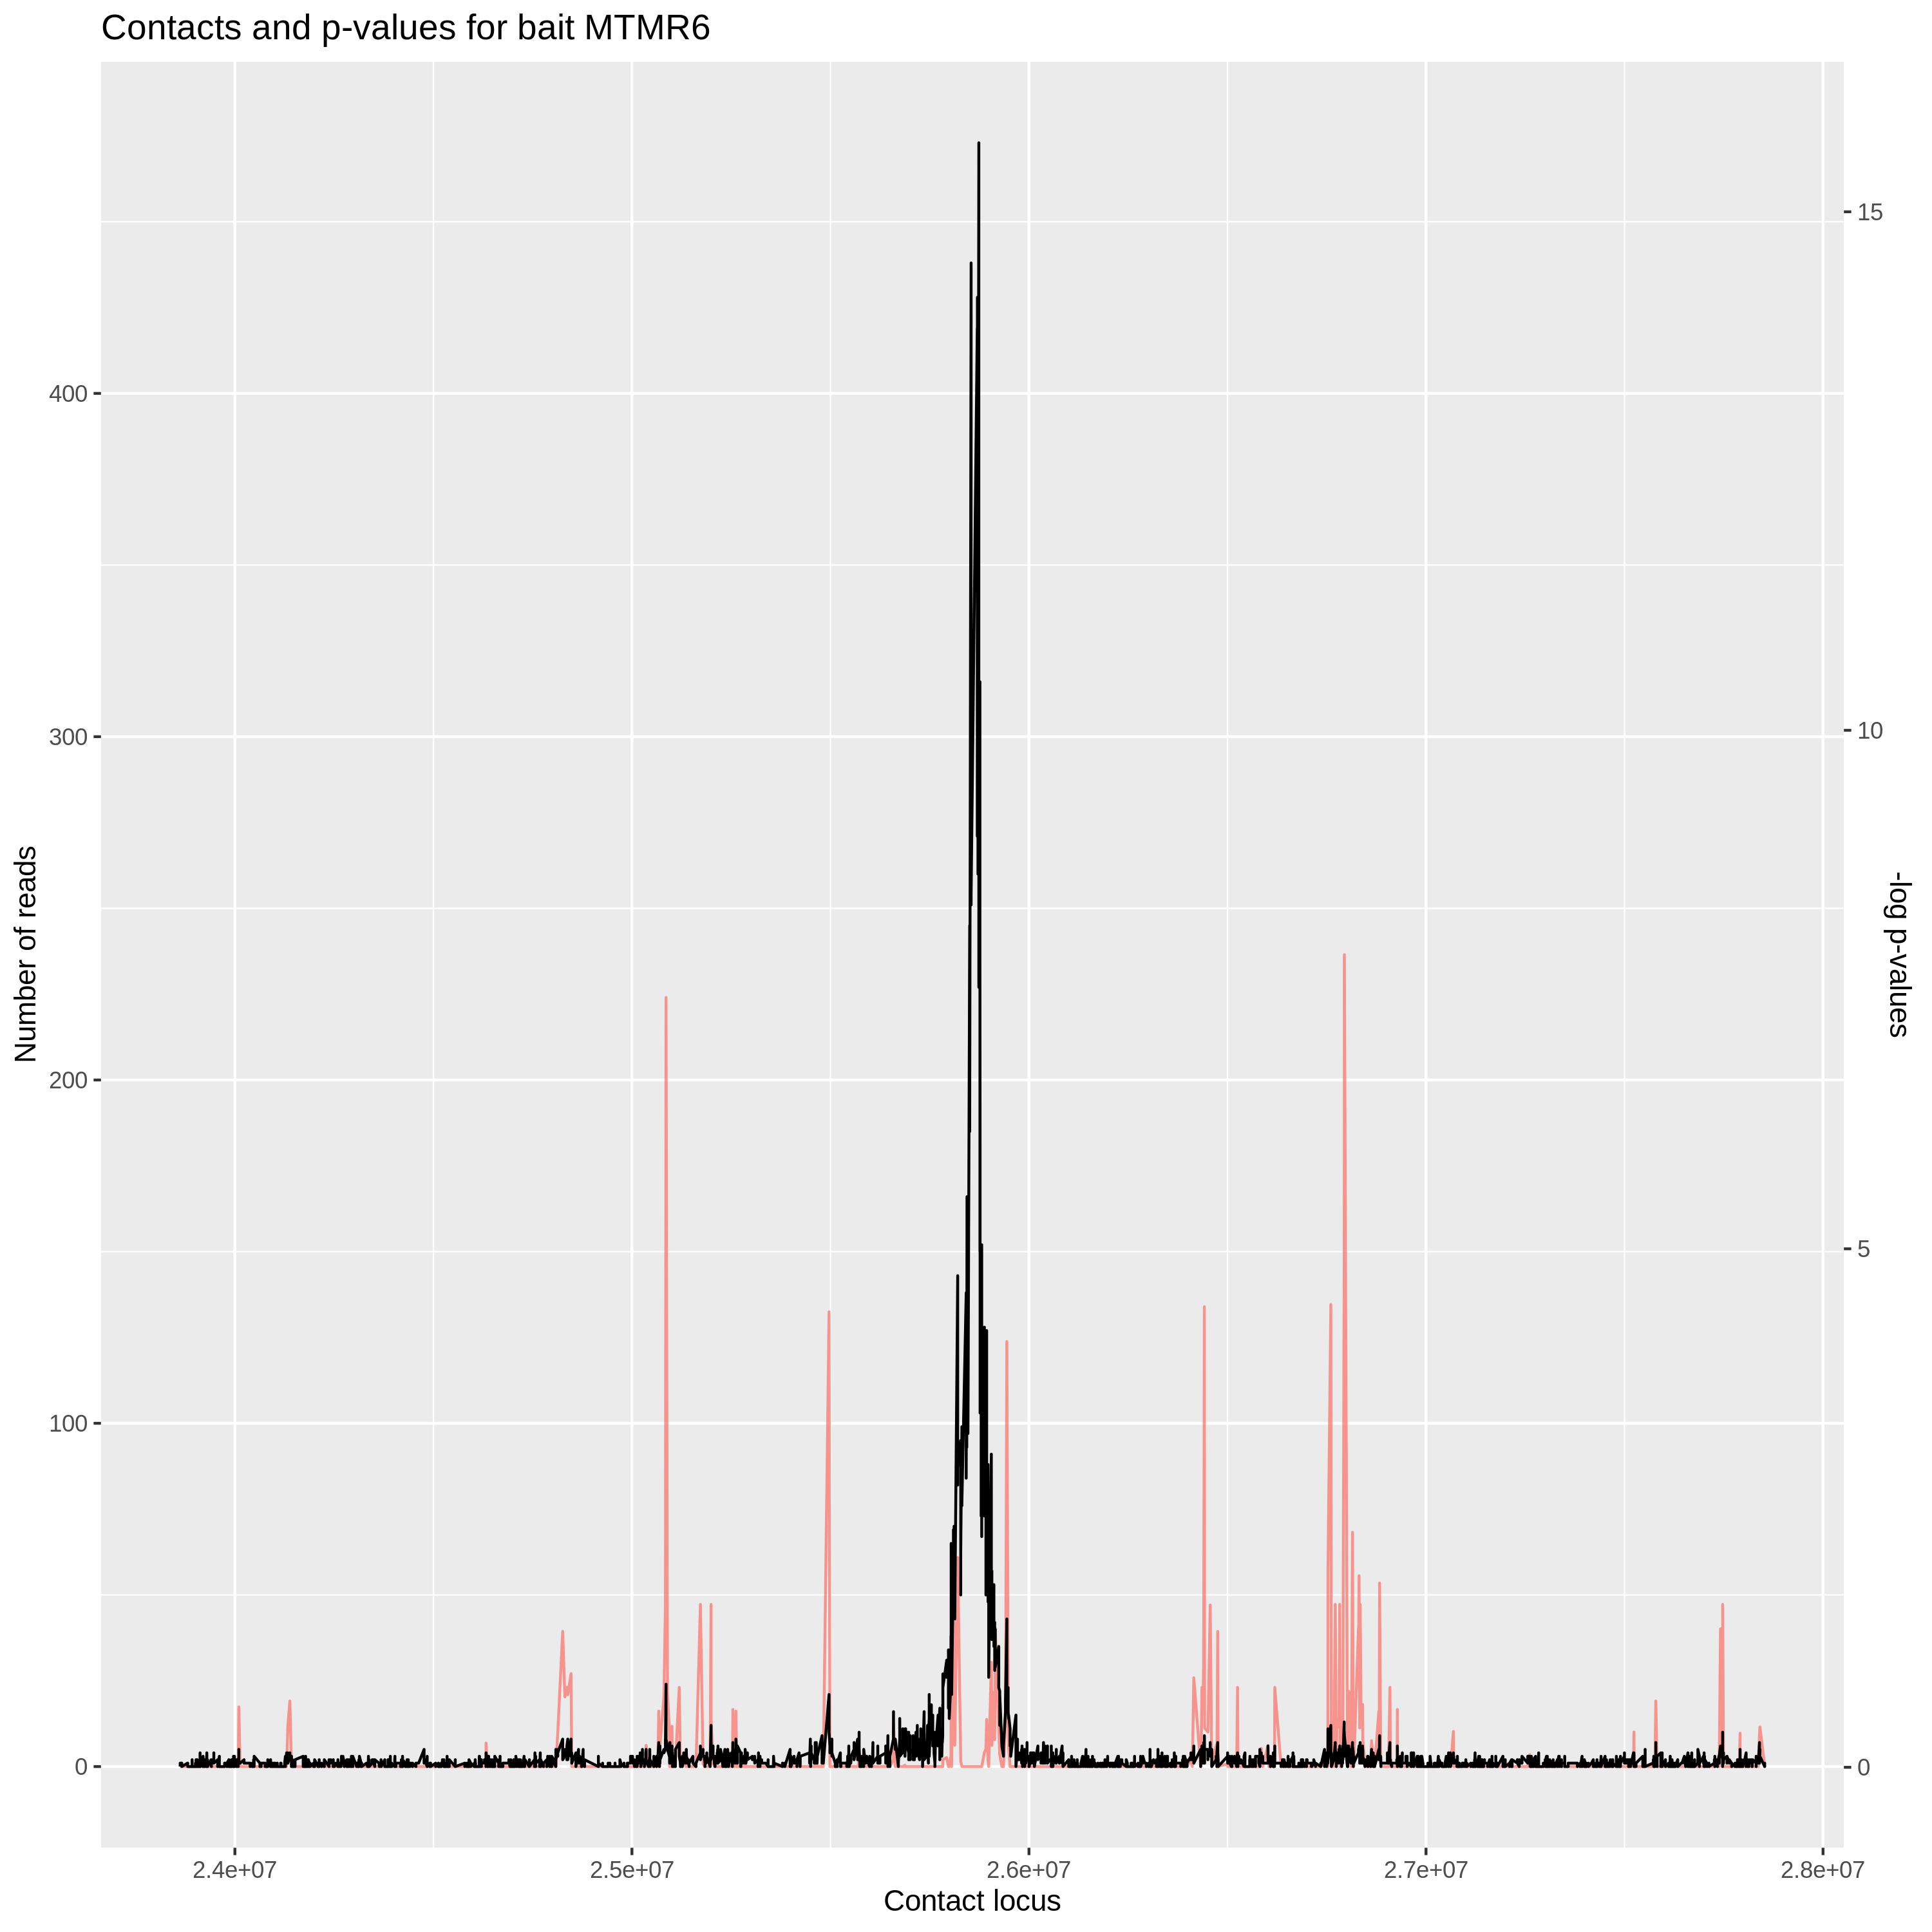 Contacts and p-values for bait MTMR6
Number of reads
400
300
200
100
0
15
10
5
0
-log p-values
2.4e+07
2.5e+07
2.6e+07
2.7e+07
2.8e+07
Contact locus